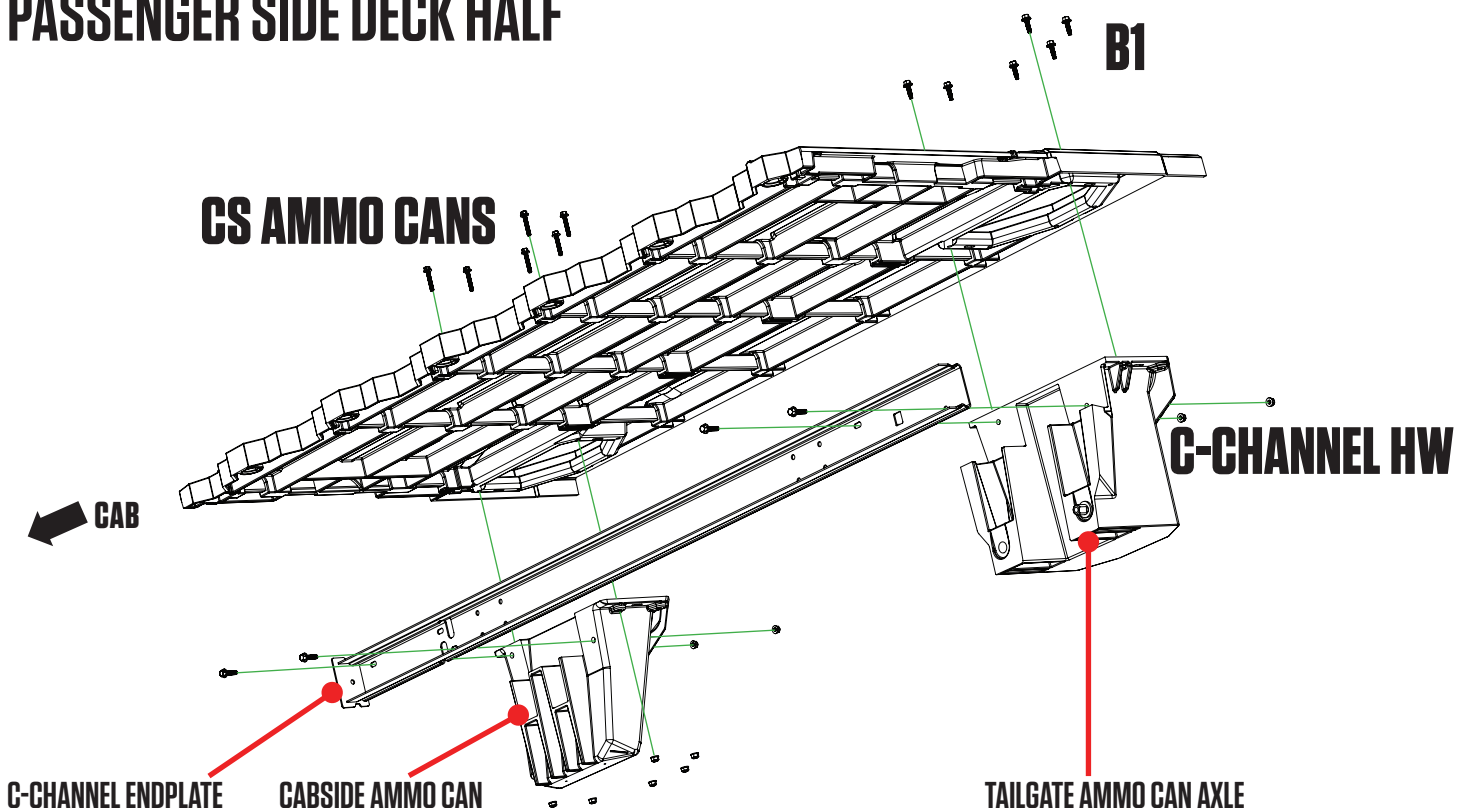 PASSENGER SIDE DECK HALF
B1
CS AMMO CANS
C-CHANNEL HW
CAB
C-CHANNEL ENDPLATE
CABSIDE AMMO CAN
TAILGATE AMMO CAN AXLE